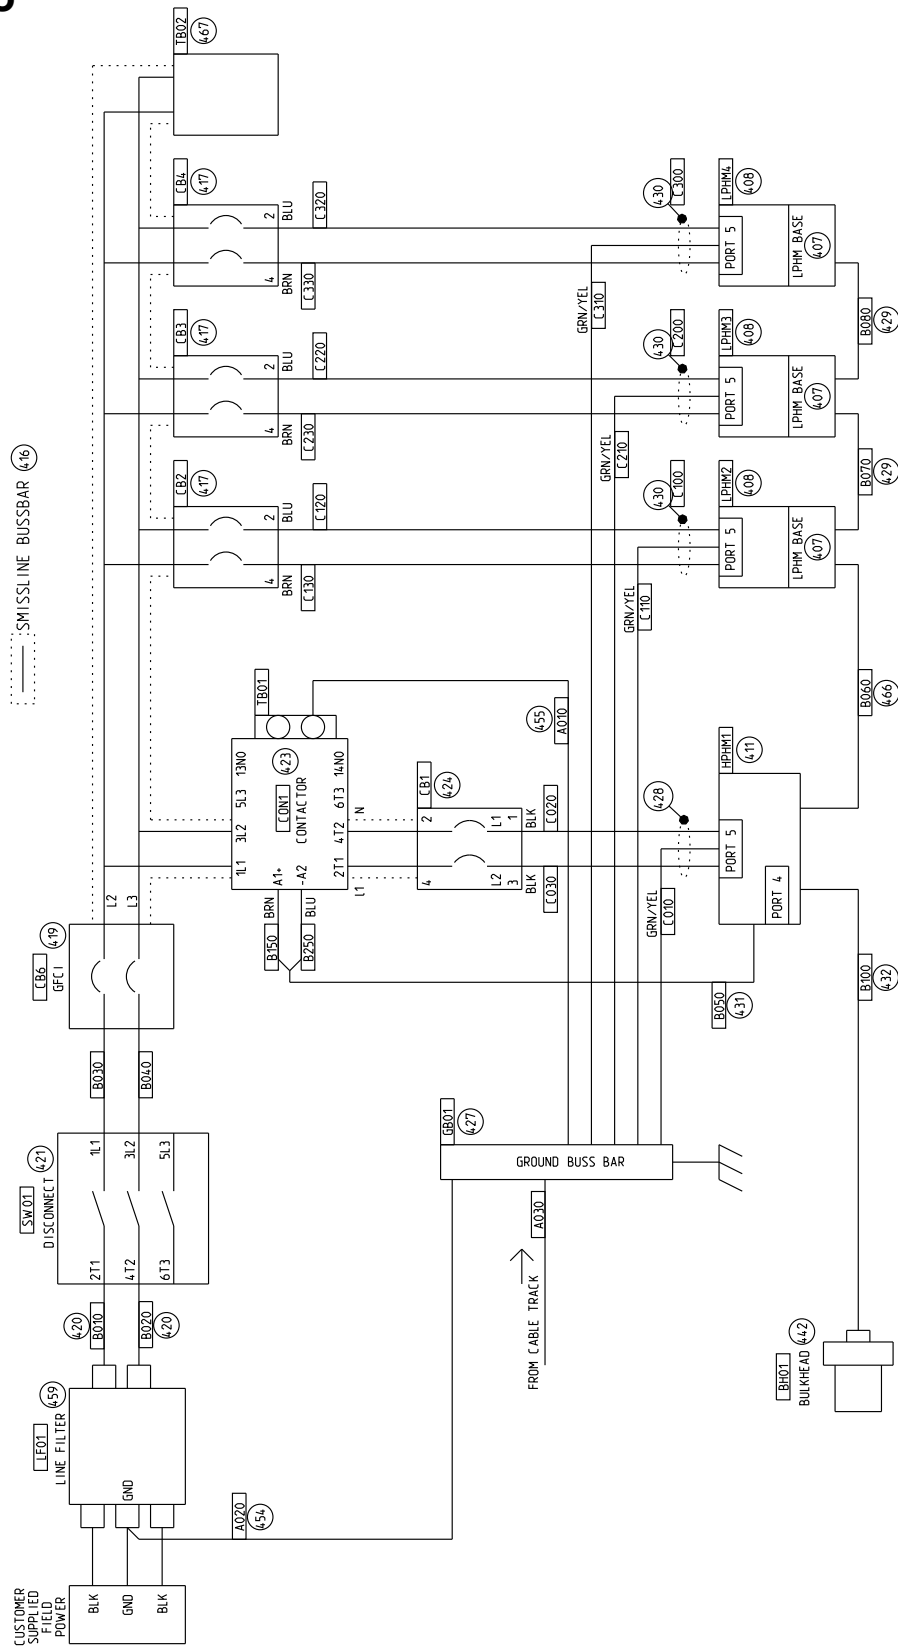 CUSTOMER
SUPPLIED
FIELD
POWER
BLK
GND
BLK
LF01
LINE FILTER
459
GND
A020
454
420
B010
B020
420
SW01
DISCONNECT
421
2T1
4T2
6T3
1L1
3L2
5L3
B030
B040
CB6
GFCI
419
L2
L3
SMISSLINE BUSSBAR
416
TB02
467
CB4
417
2
BLU
C320
4
BRN
C330
CB3
417
2
BLU
C220
4
BRN
C230
CB2
417
2
BLU
C120
4
BRN
C130
TB01
423
CON1
CONTACTOR
1L1
3L2
5L3
13NO
A1+
-A2
2T1
4T2
6T3
14NO
BRN
B150
BLU
B250
L1
N
CB1
424
2
4
L1
L2
1
3
BLK
C020
BLK
C030
455
A010
GRN/YEL
C310
GRN/YEL
C210
GRN/YEL
C110
GRN/YEL
C010
430
C300
430
C200
430
C100
428
LPHM4
408
PORT 5
LPHM BASE
407
LPHM3
408
PORT 5
LPHM BASE
407
LPHM2
408
PORT 5
LPHM BASE
407
HPHM1
411
PORT 5
PORT 4
B080
429
B070
429
B060
466
B100
432
B050
431
GB01
427
GROUND BUSS BAR
A030
FROM CABLE TRACK
BH01
BULKHEAD
442